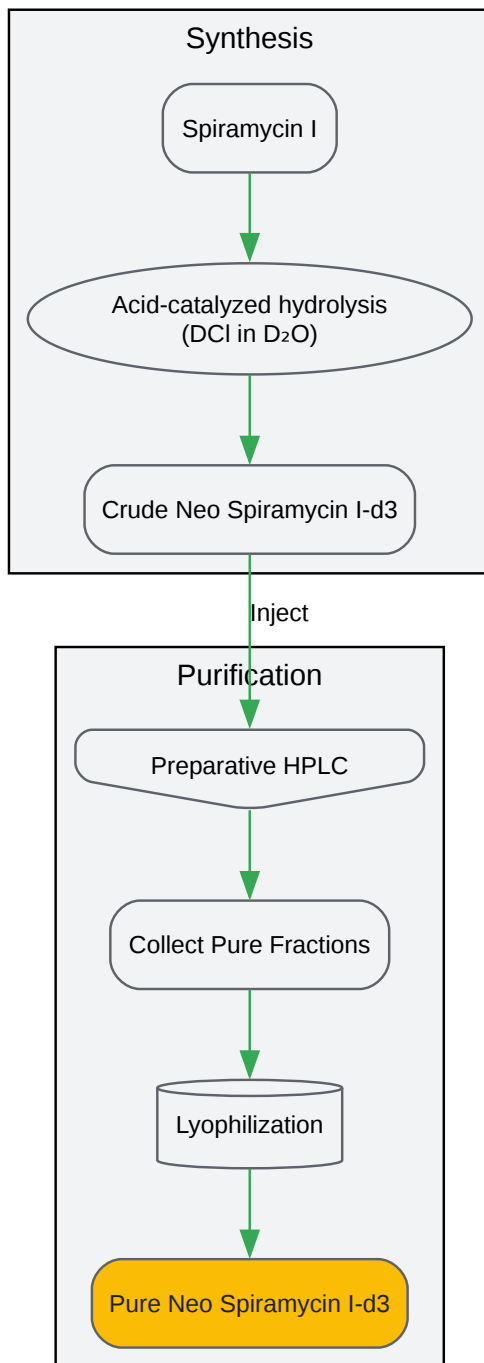 Synthesis
Spiramycin I
Acid-catalyzed hydrolysis
(DCl in D₂O)
Crude Neo Spiramycin I-d3
Inject
Purification
Preparative HPLC
Collect Pure Fractions
Lyophilization
Pure Neo Spiramycin I-d3